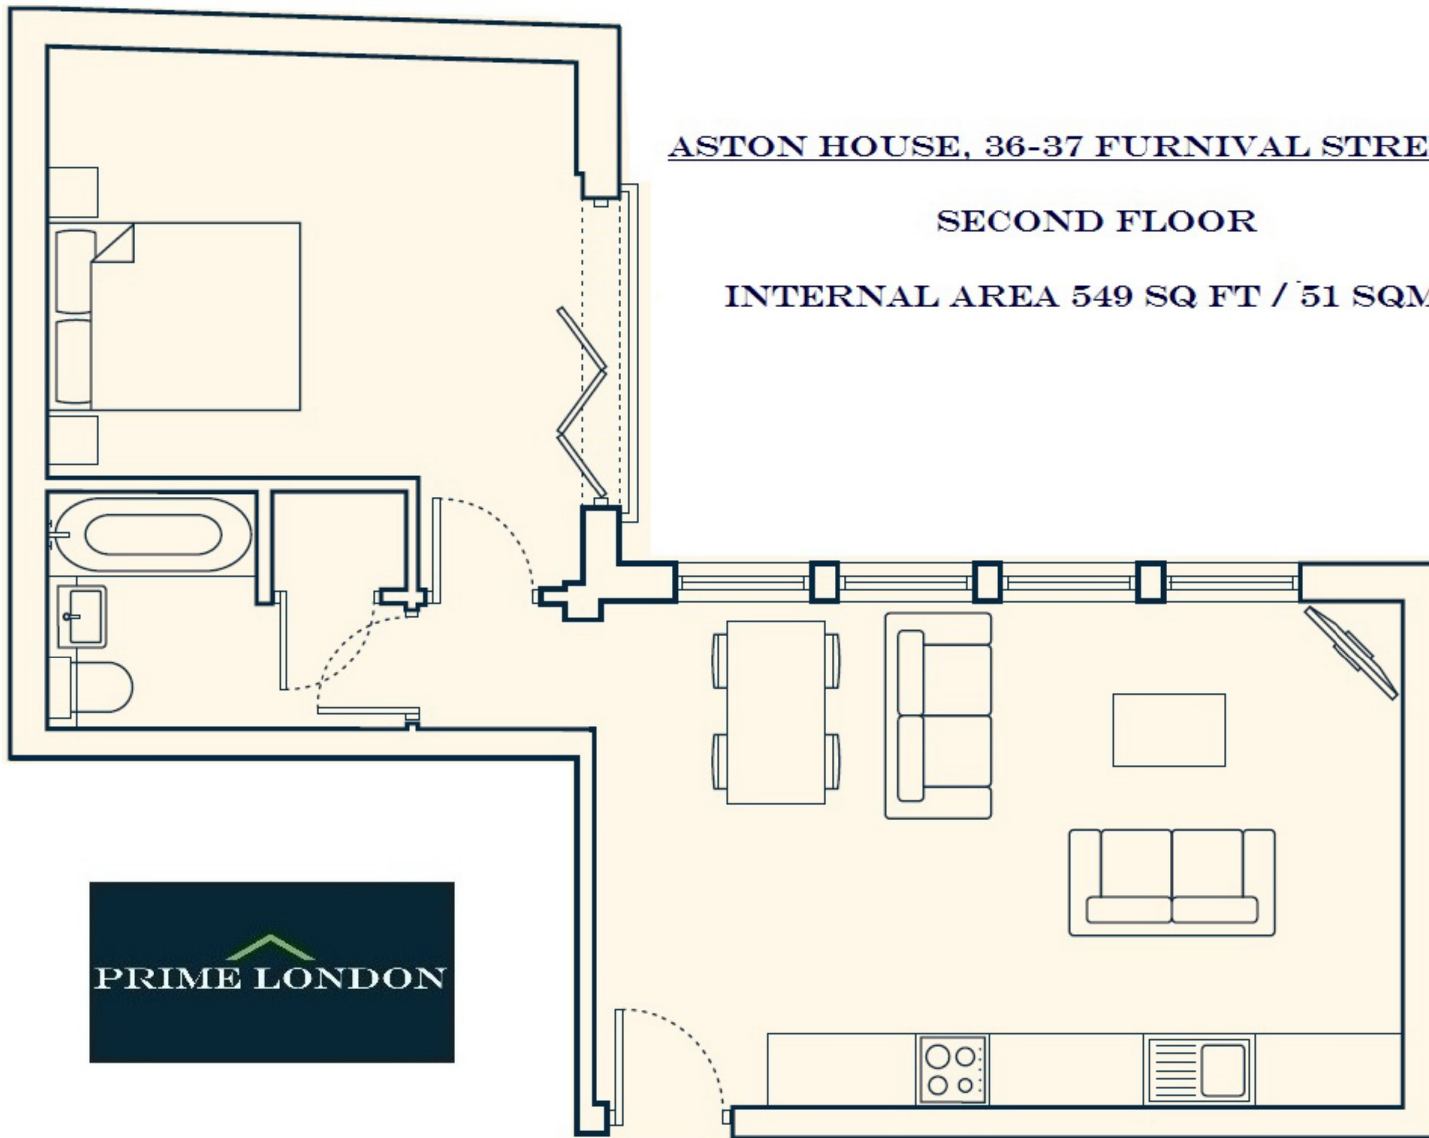 ASTON HOUSE, 36-37 FURNIVAL STRE
SECOND FLOOR
INTERNAL AREA 549 SQ FT / 51 SQM
PRIME LONDON